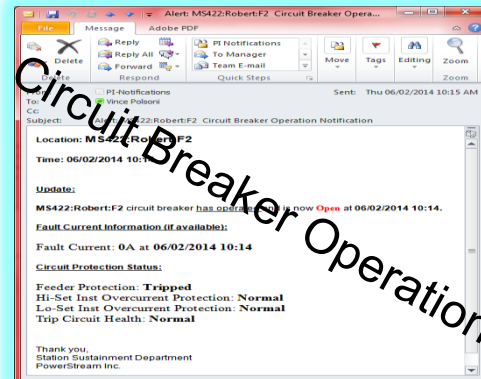 Alert: MS422:Robert:F2 Circuit Breaker Opera...
File Message Adobe PDF
Delete
Reply
Reply All
Forward
PI Notifications
To Manager
Team E-mail
Move
Tags
Editing
Zoom
Delete Respond Quick Steps Zoom
From: PI-Notifications Sent: Thu 06/02/2014 10:15 AM
To: Vince Polsoni
Cc:
Subject: Alert: MS422:Robert:F2 Circuit Breaker Operation Notification
Circuit Breaker Operation
Location: MS422:Robert:F2
Time: 06/02/2014 10:14
Update:
MS422:Robert:F2 circuit breaker has operated and is now Open at 06/02/2014 10:14.
Fault Current Information (if available):
Fault Current: 0A at 06/02/2014 10:14
Circuit Protection Status:
Feeder Protection: Tripped
Hi-Set Inst Overcurrent Protection: Normal
Lo-Set Inst Overcurrent Protection: Normal
Trip Circuit Health: Normal
Thank you,
Station Sustainment Department
PowerStream Inc.